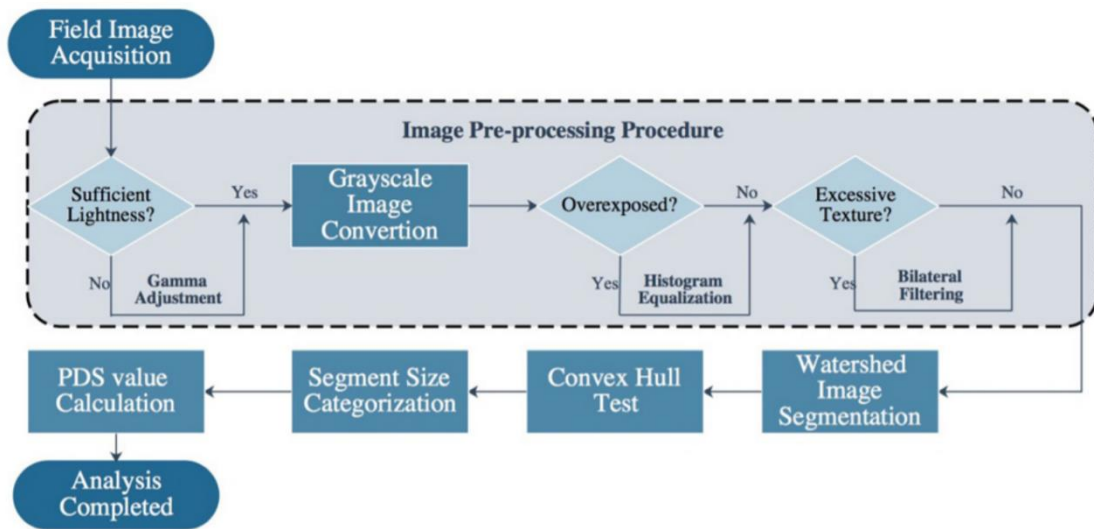 Field Image
Acquisition
Image Pre-processing Procedure
Sufficient
Lightness?
Yes
No
Gamma
Adjustment
Grayscale
Image
Convertion
Overexposed?
No
Yes
Histogram
Equalization
Excessive
Texture?
No
Yes
Bilateral
Filtering
Watershed
Image
Segmentation
Convex Hull
Test
Segment Size
Categorization
PDS value
Calculation
Analysis
Completed